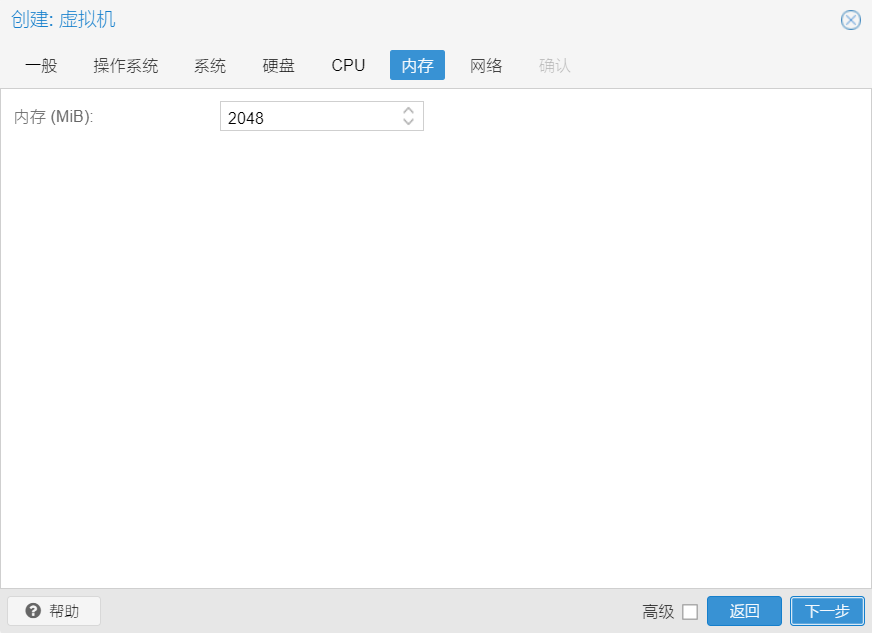 创建: 虚拟机
一般 操作系统 系统 硬盘 CPU 内存 网络 确认
内存 (MiB): 2048
帮助 高级 返回 下一步